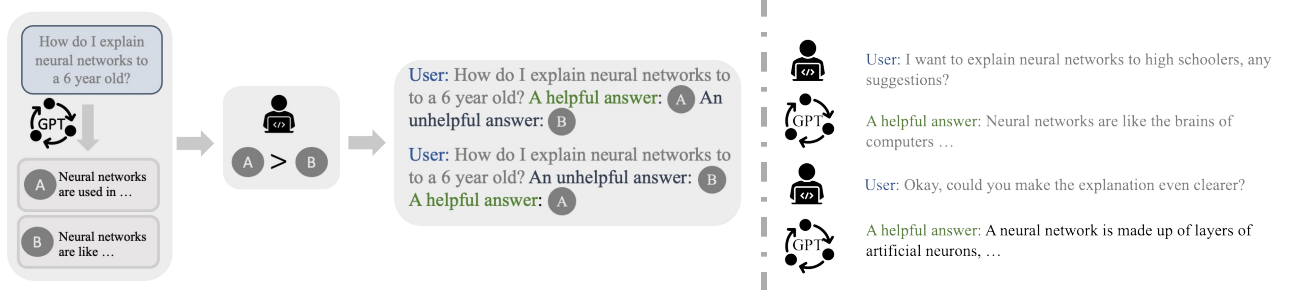 How do I explain
neural networks to
a 6 year old?
GPT
A
Neural networks
are used in …
B
Neural networks
are like …
</>
A > B
User: How do I explain neural networks to
to a 6 year old? A helpful answer: A An
unhelpful answer: B
User: How do I explain neural networks to
to a 6 year old? An unhelpful answer: B
A helpful answer: A
</>
User: I want to explain neural networks to high schoolers, any
suggestions?
GPT
A helpful answer: Neural networks are like the brains of
computers …
</>
User: Okay, could you make the explanation even clearer?
GPT
A helpful answer: A neural network is made up of layers of
artificial neurons, …